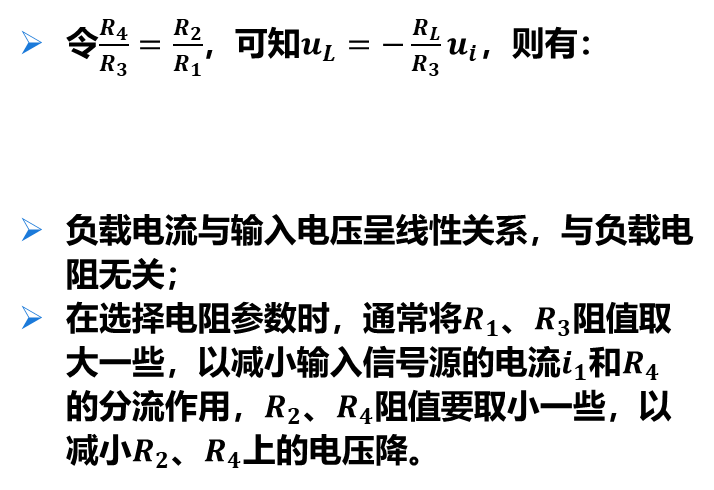 ➢ 令R4/R3 = R2/R1，可知uL = −RL/R3 ui，则有：
➢ 负载电流与输入电压呈线性关系，与负载电
阻无关；
➢ 在选择电阻参数时，通常将R1、R3阻值取
大一些，以减小输入信号源的电流i1和R4
的分流作用，R2、R4阻值要取小一些，以
减小R2、R4上的电压降。